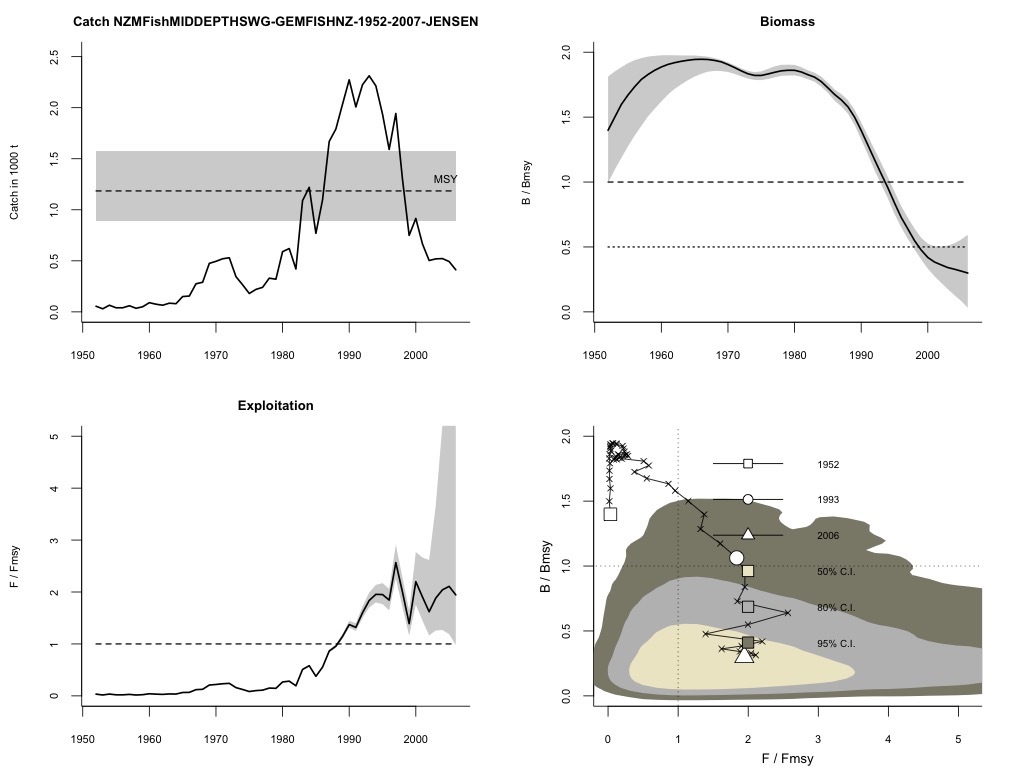 Catch NZMFishMIDDEPTHSWG-GEMFISHNZ-1952-2007-JENSEN
Catch in 1000 t
2.5
2.0
1.5
1.0
0.5
0.0
MSY
1950 1960 1970 1980 1990 2000
Biomass
B / Bmsy
2.0
1.5
1.0
0.5
0.0
1950 1960 1970 1980 1990 2000
Exploitation
F / Fmsy
5
4
3
2
1
0
1950 1960 1970 1980 1990 2000
B / Bmsy
2.0
1.5
1.0
0.5
0.0
1952
1993
2006
50% C.I.
80% C.I.
95% C.I.
0 1 2 3 4 5
F / Fmsy